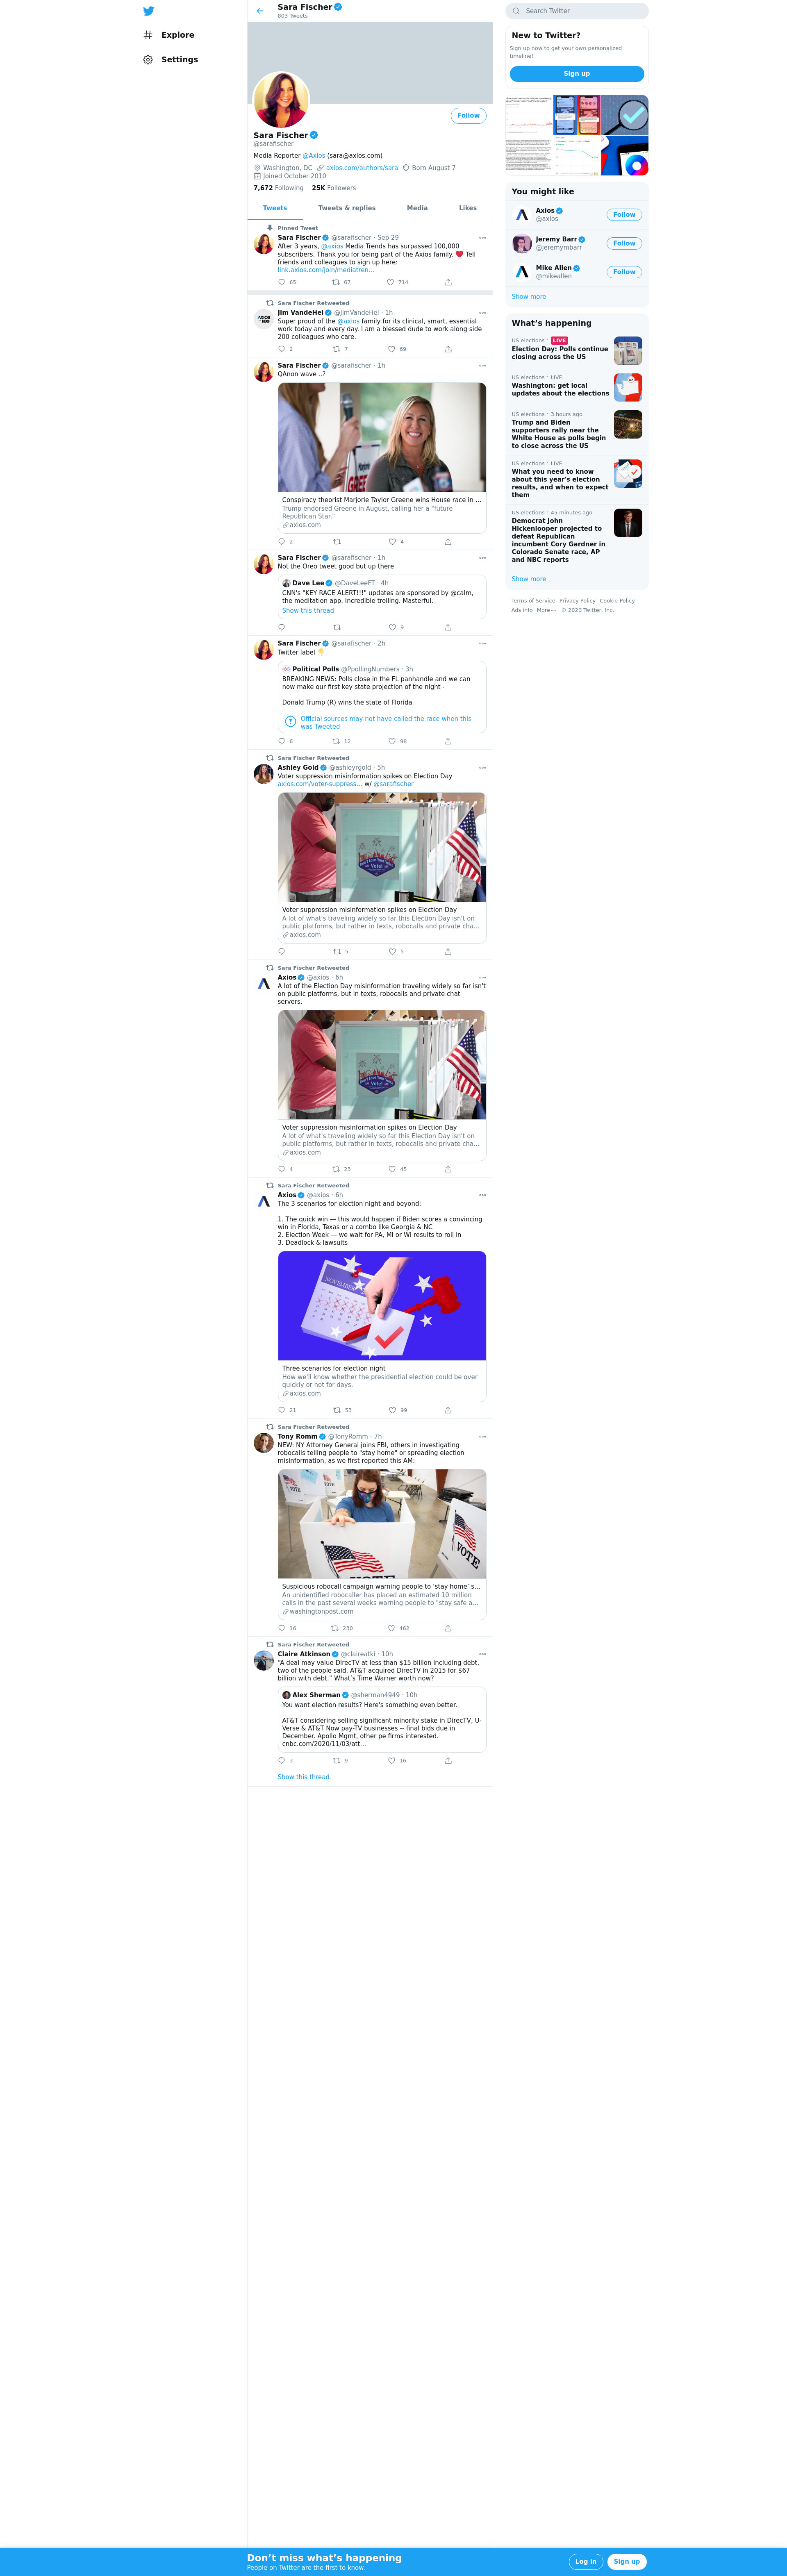 Explore
Settings
Sara Fischer
803 Tweets
Follow
Sara Fischer
@sarafischer
Media Reporter @Axios (sara@axios.com)
Washington, DC axios.com/authors/sara Born August 7
Joined October 2010
7,672 Following 25K Followers
Tweets Tweets & replies Media Likes
Pinned Tweet
Sara Fischer @sarafischer · Sep 29
After 3 years, @axios Media Trends has surpassed 100,000
subscribers. Thank you for being part of the Axios family. ❤️ Tell
friends and colleagues to sign up here:
link.axios.com/join/mediatren…
65 67 714
Sara Fischer Retweeted
Jim VandeHei @JimVandeHei · 1h
Super proud of the @axios family for its clinical, smart, essential
work today and every day. I am a blessed dude to work along side
200 colleagues who care.
2 7 69
Sara Fischer @sarafischer · 1h
QAnon wave ..?
Conspiracy theorist Marjorie Taylor Greene wins House race in ...
Trump endorsed Greene in August, calling her a "future
Republican Star."
axios.com
2 4
Sara Fischer @sarafischer · 1h
Not the Oreo tweet good but up there
Dave Lee @DaveLeeFT · 4h
CNN's "KEY RACE ALERT!!!" updates are sponsored by @calm,
the meditation app. Incredible trolling. Masterful.
Show this thread
9
Sara Fischer @sarafischer · 2h
Twitter label 👇
Political Polls @PpollingNumbers · 3h
BREAKING NEWS: Polls close in the FL panhandle and we can
now make our first key state projection of the night -
Donald Trump (R) wins the state of Florida
Official sources may not have called the race when this
was Tweeted
6 12 98
Sara Fischer Retweeted
Ashley Gold @ashleyrgold · 5h
Voter suppression misinformation spikes on Election Day
axios.com/voter-suppress… w/ @sarafischer
Voter suppression misinformation spikes on Election Day
A lot of what's traveling widely so far this Election Day isn't on
public platforms, but rather in texts, robocalls and private cha...
axios.com
5 5
Sara Fischer Retweeted
Axios @axios · 6h
A lot of the Election Day misinformation traveling widely so far isn't
on public platforms, but in texts, robocalls and private chat
servers.
Voter suppression misinformation spikes on Election Day
A lot of what's traveling widely so far this Election Day isn't on
public platforms, but rather in texts, robocalls and private cha...
axios.com
4 23 45
Sara Fischer Retweeted
Axios @axios · 6h
The 3 scenarios for election night and beyond:
1. The quick win — this would happen if Biden scores a convincing
win in Florida, Texas or a combo like Georgia & NC
2. Election Week — we wait for PA, MI or WI results to roll in
3. Deadlock & lawsuits
NOVEMBER
Three scenarios for election night
How we'll know whether the presidential election could be over
quickly or not for days.
axios.com
21 53 99
Sara Fischer Retweeted
Tony Romm @TonyRomm · 7h
NEW: NY Attorney General joins FBI, others in investigating
robocalls telling people to "stay home" or spreading election
misinformation, as we first reported this AM:
VOTE
VOTE
Suspicious robocall campaign warning people to 'stay home' s...
An unidentified robocaller has placed an estimated 10 million
calls in the past several weeks warning people to "stay safe a...
washingtonpost.com
16 230 462
Sara Fischer Retweeted
Claire Atkinson @claireatki · 10h
"A deal may value DirecTV at less than $15 billion including debt,
two of the people said. AT&T acquired DirecTV in 2015 for $67
billion with debt." What's Time Warner worth now?
Alex Sherman @sherman4949 · 10h
You want election results? Here's something even better.
AT&T considering selling significant minority stake in DirecTV, U-
Verse & AT&T Now pay-TV businesses -- final bids due in
December. Apollo Mgmt, other pe firms interested.
cnbc.com/2020/11/03/att…
3 9 16
Show this thread
Search Twitter
New to Twitter?
Sign up now to get your own personalized
timeline!
Sign up
You might like
Axios
@axios
Follow
Jeremy Barr
@jeremymbarr
Follow
Mike Allen
@mikeallen
Follow
Show more
What's happening
US elections · LIVE
Election Day: Polls continue
closing across the US
US elections · LIVE
Washington: get local
updates about the elections
US elections · 3 hours ago
Trump and Biden
supporters rally near the
White House as polls begin
to close across the US
US elections · LIVE
What you need to know
about this year's election
results, and when to expect
them
US elections · 45 minutes ago
Democrat John
Hickenlooper projected to
defeat Republican
incumbent Cory Gardner in
Colorado Senate race, AP
and NBC reports
Show more
Terms of Service Privacy Policy Cookie Policy
Ads info More © 2020 Twitter, Inc.
Don't miss what's happening
People on Twitter are the first to know.
Log in
Sign up